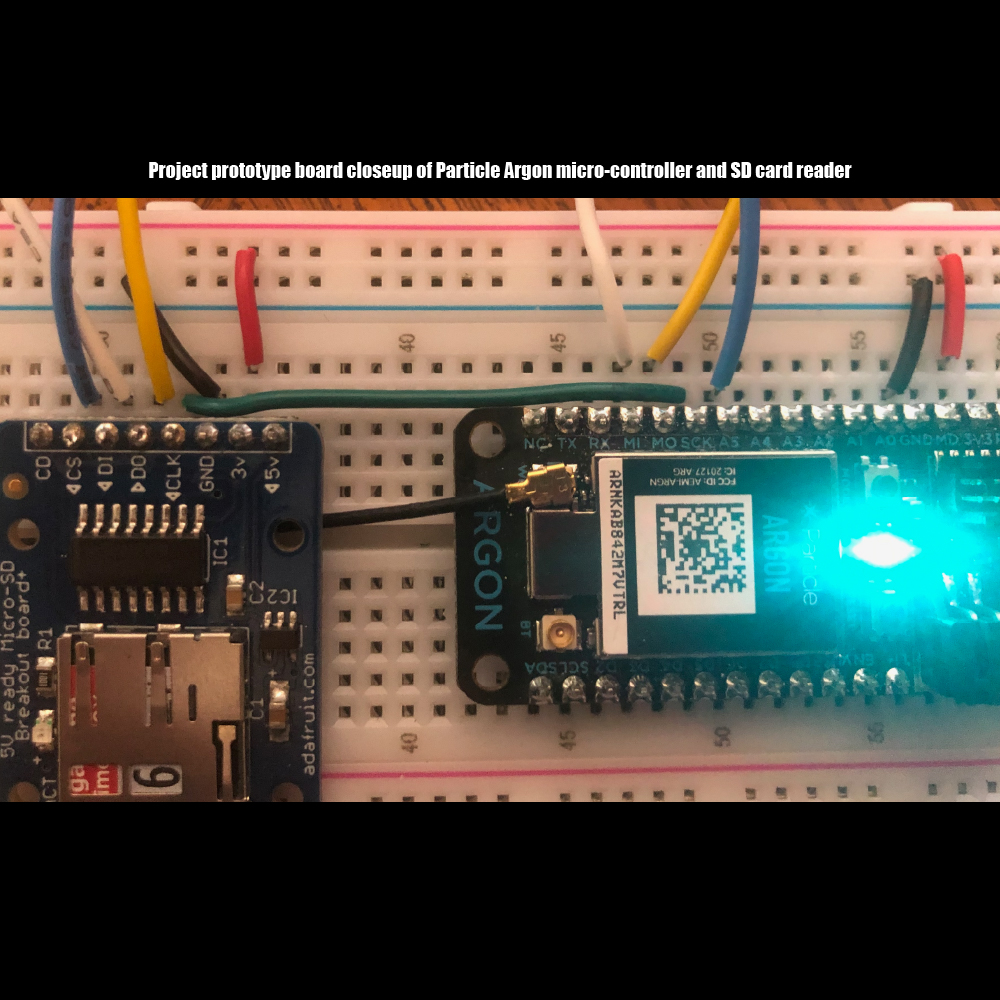 Project prototype board closeup of Particle Argon micro-controller and SD card reader
40
45
50
55
CD
CS
DI
DO
CLK
GND
3v
5v
NC TX RX MI MO SCK A5 A4 A3 A2 A1 A0 GND MD 3V3
IC1
C2
IC2
R1
C1
5V ready Micro-SD
Breakout board+
adafruit.com
6
ARGON
ARNKAB842M7UTRL
FCC ID: AEMI-ARGN
IC: 20127-ARG
ARGON
BT
SDA
SCL
40
45
50